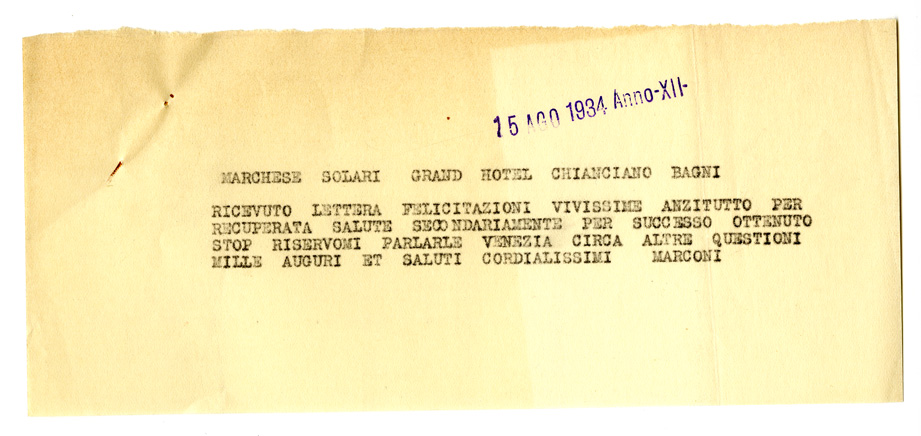 15 AGO 1934 Anno-XII-
MARCHESE SOLARI GRAND HOTEL CHIANCIANO BAGNI
RICEVUTO LETTERA FELICITAZIONI VIVISSIME ANZITUTTO PER
RECUPERATA SALUTE SECONDARIAMENTE PER SUCCESSO OTTENUTO
STOP RISERVOMI PARLARLE VENEZIA CIRCA ALTRE QUESTIONI
MILLE AUGURI ET SALUTI CORDIALISSIMI MARCONI